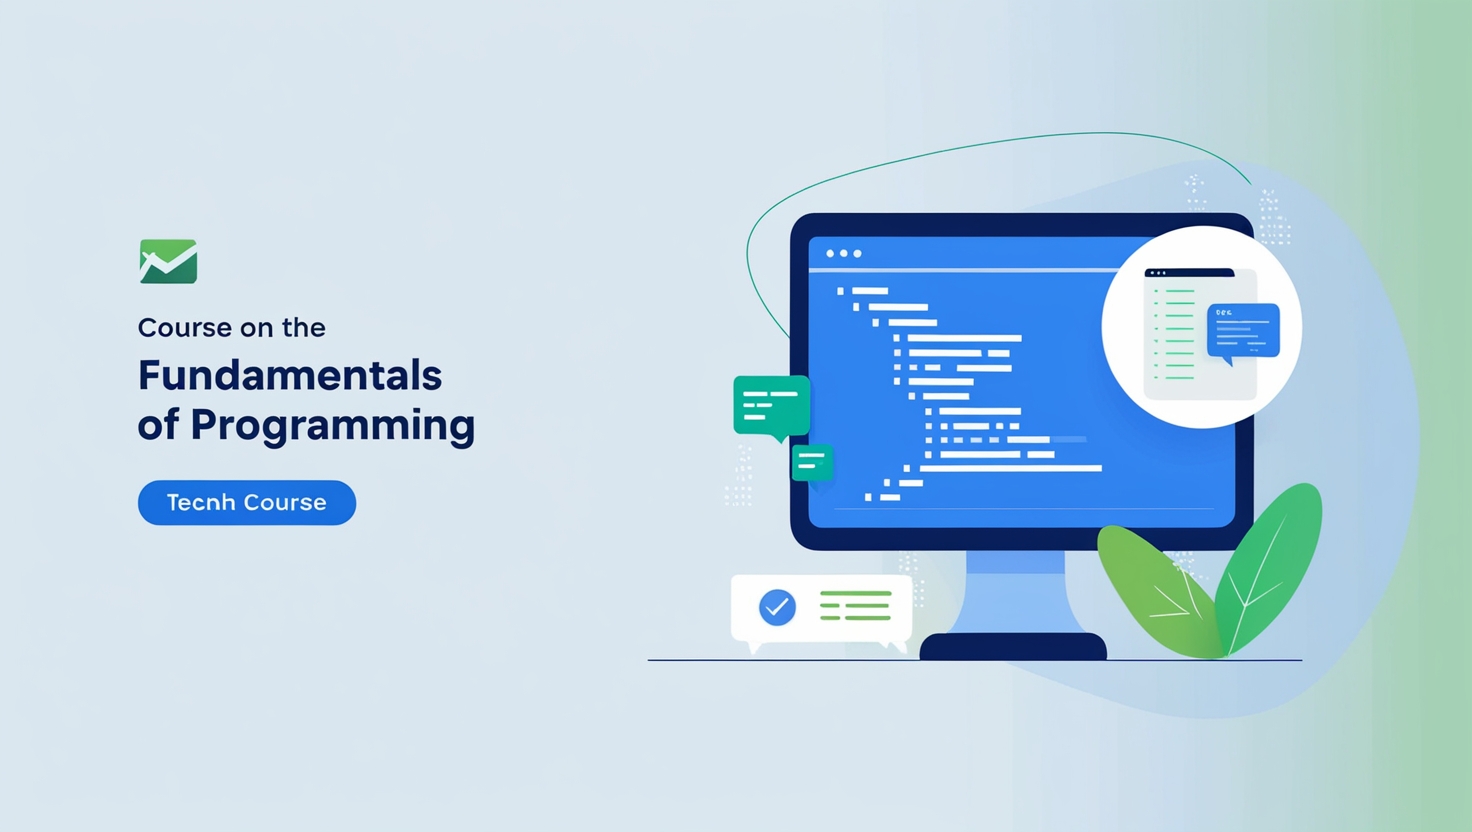 Course on the
Fundamentals
of Programming
Tecnh Course